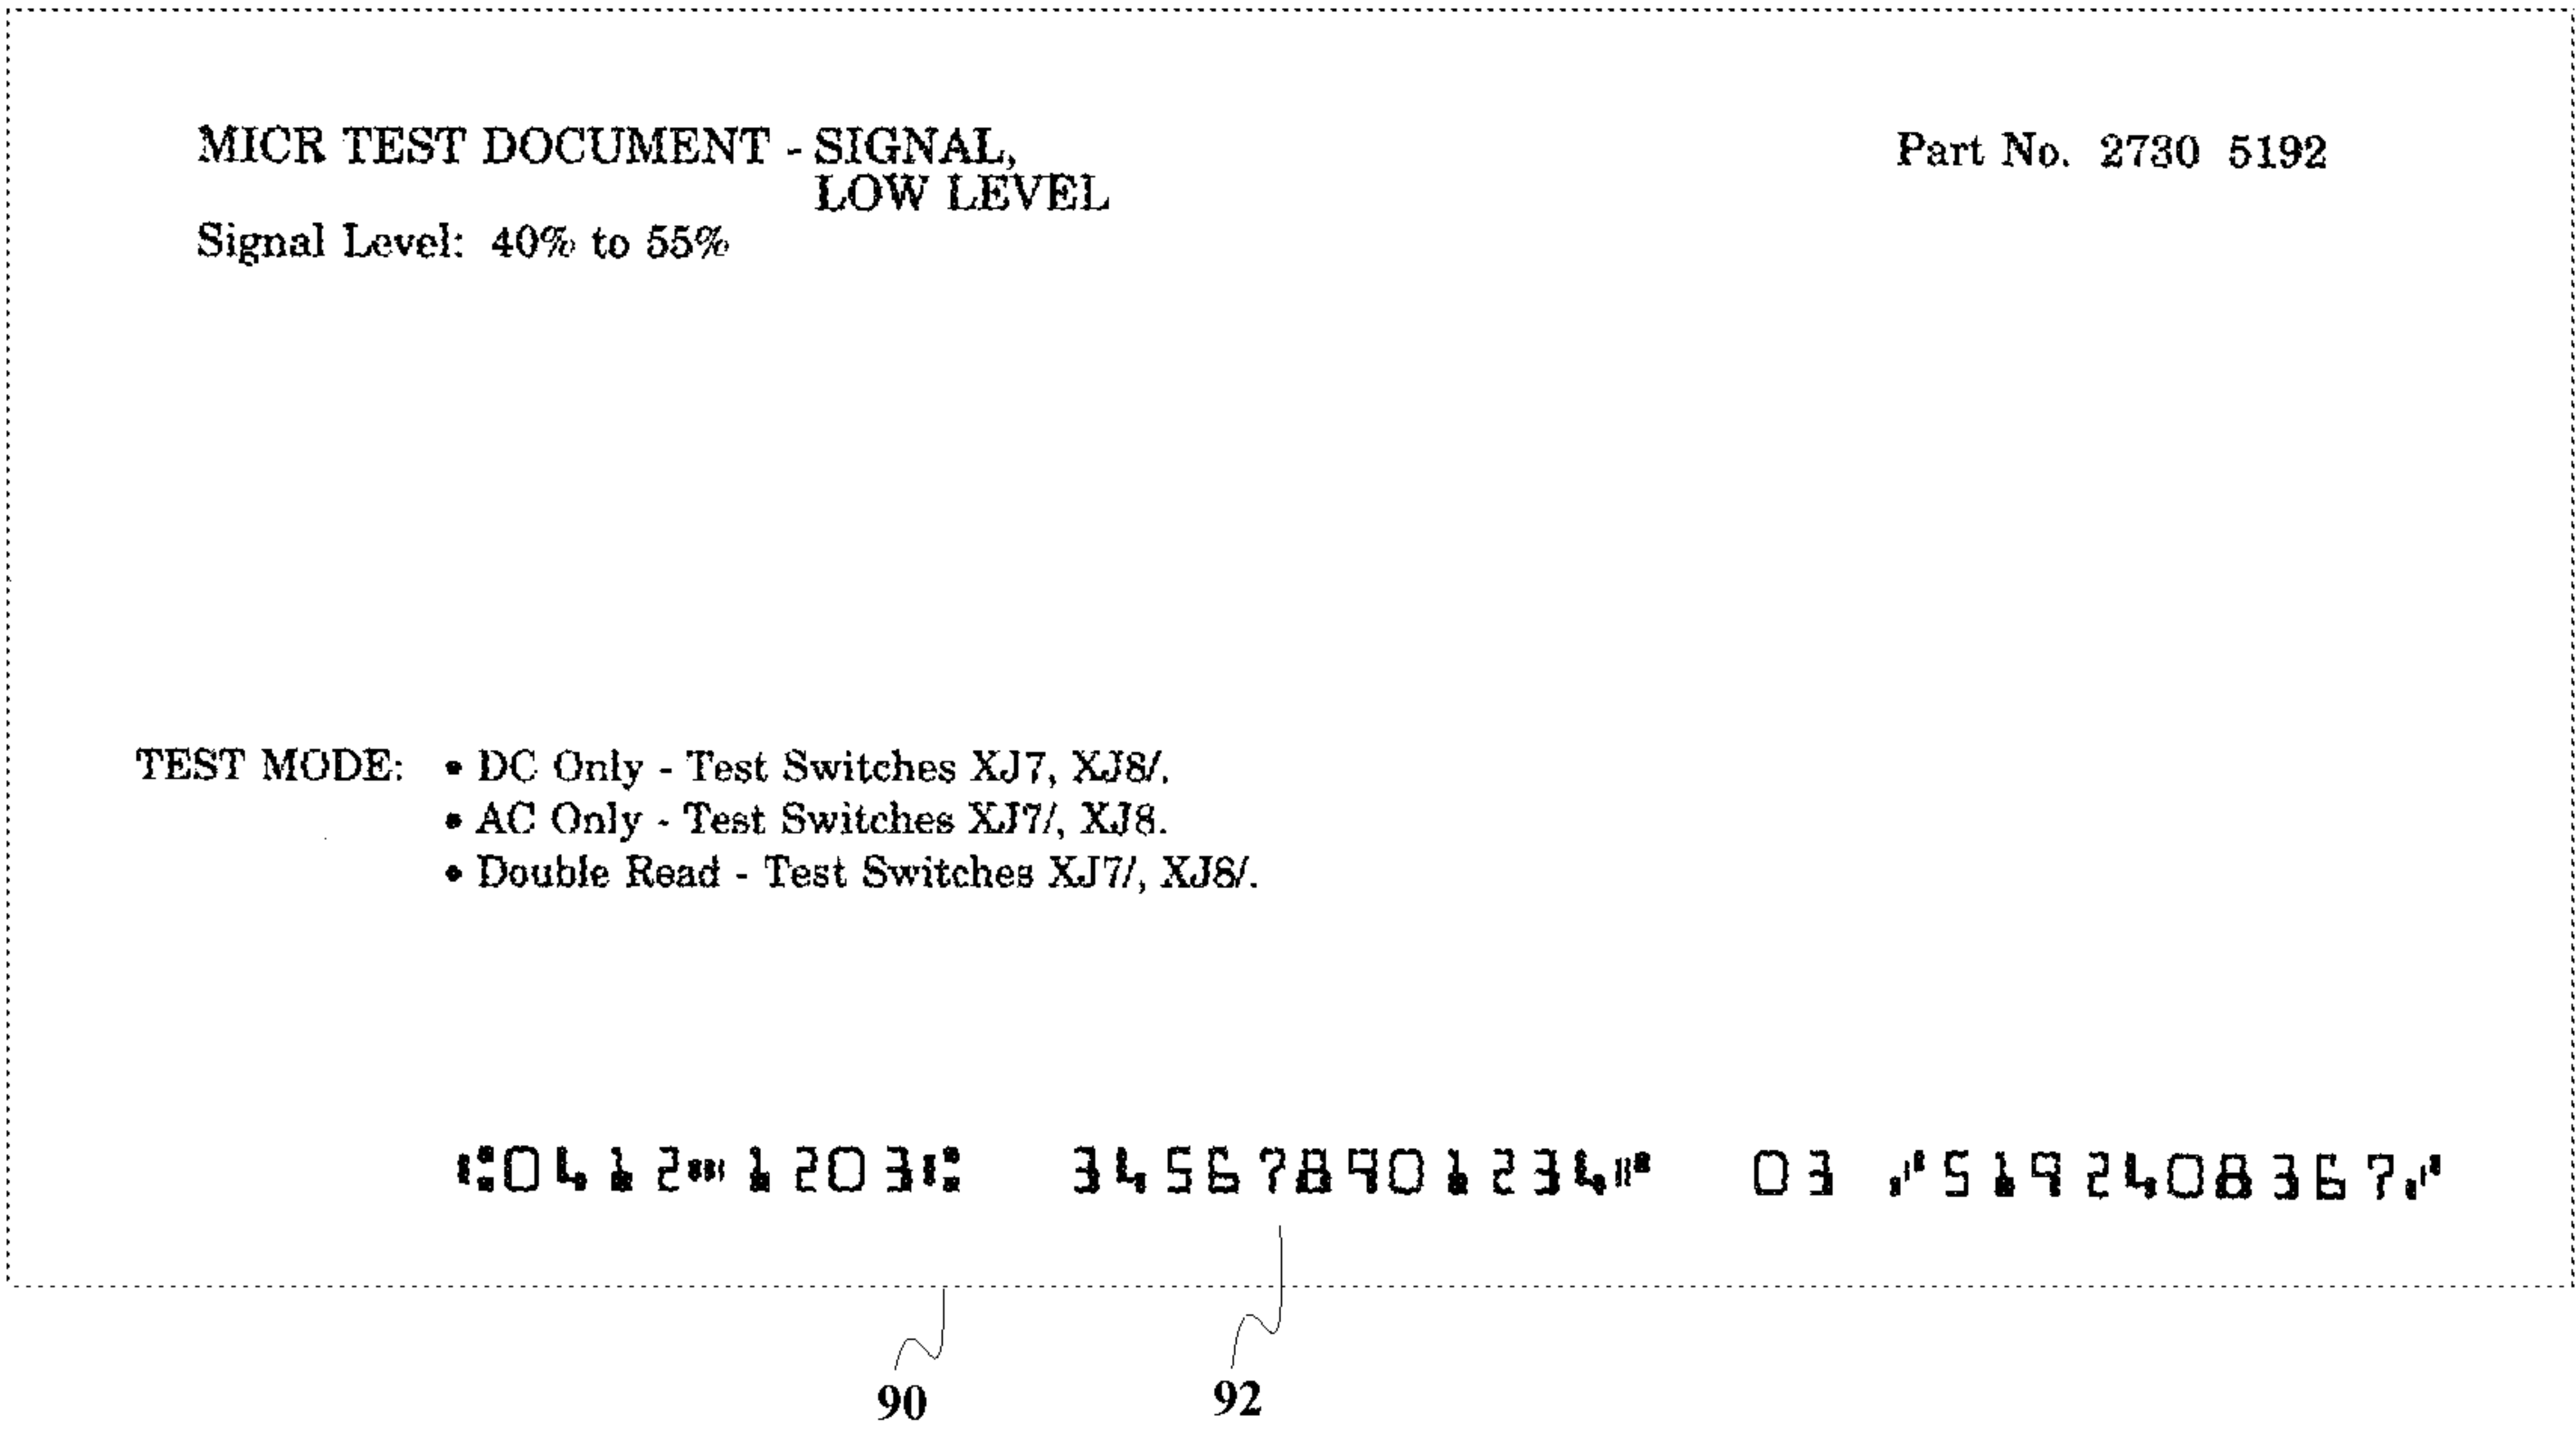 MICR TEST DOCUMENT - SIGNAL, Part No. 2730 5192
LOW LEVEL
Signal Level: 40% to 55%
TEST MODE: • DC Only - Test Switches XJ7, XJ8/.
• AC Only - Test Switches XJ7/, XJ8.
• Double Read - Test Switches XJ7/, XJ8/.
⑆0412⑉1203⑆ 345678901234⑈ 03 ⑇5192408367⑇
90 92